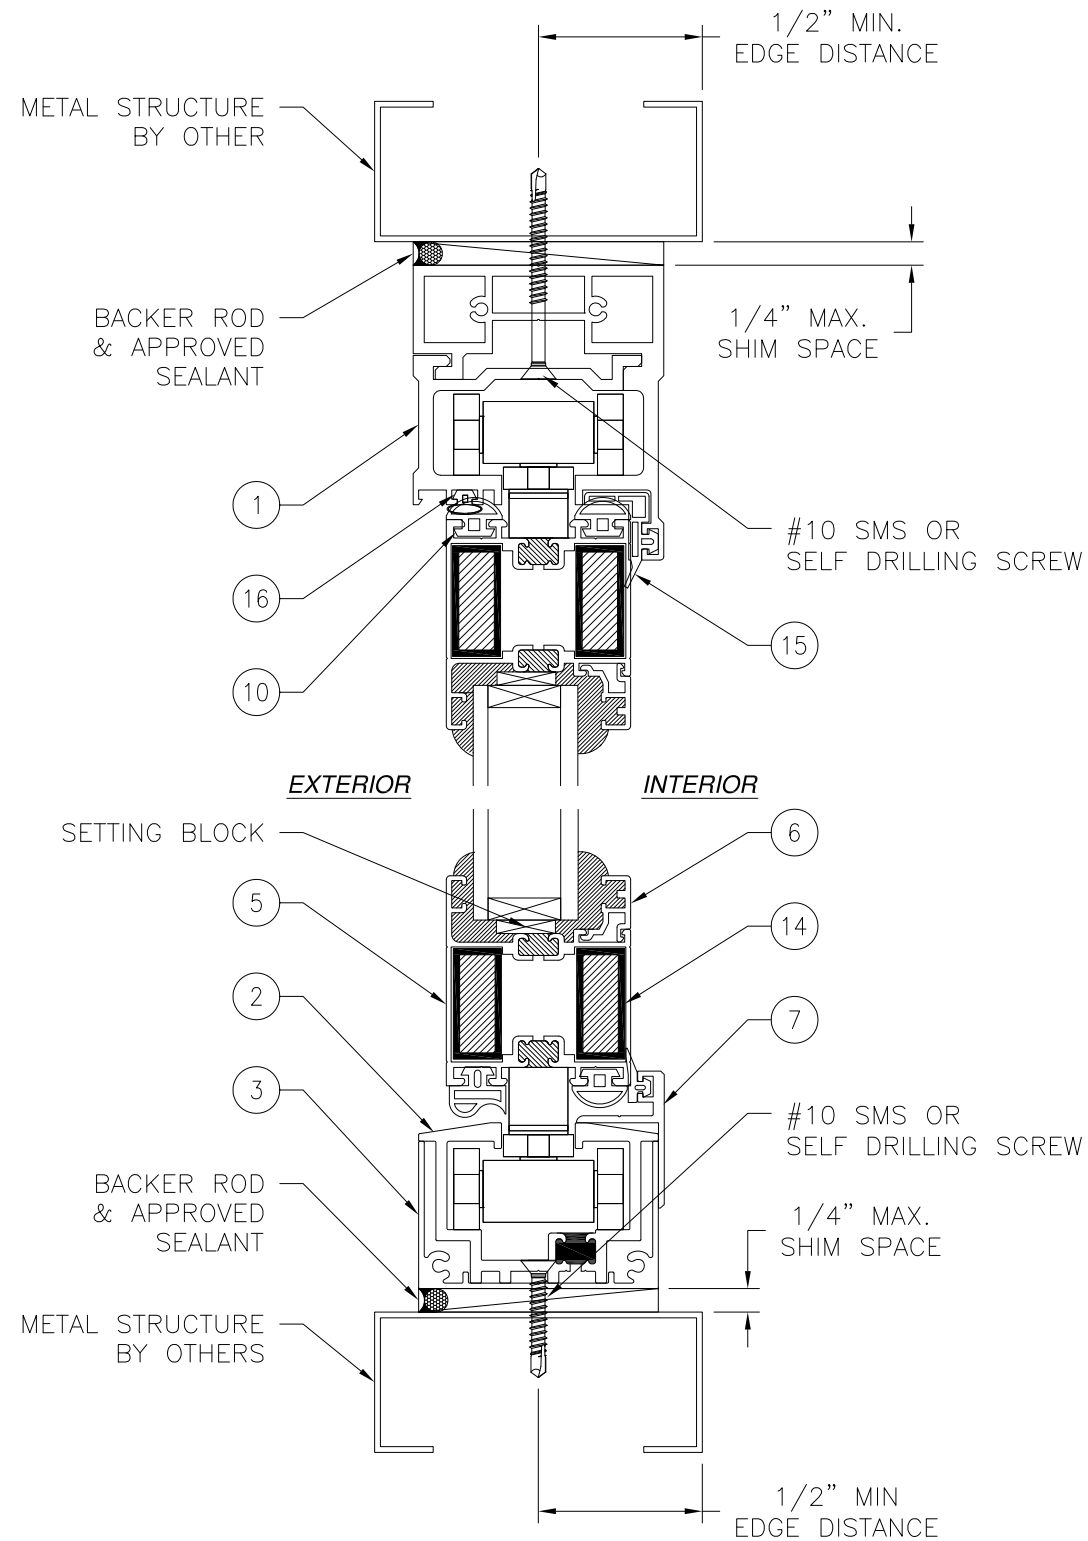 1/2” MIN.
EDGE DISTANCE
METAL STRUCTURE
BY OTHER
BACKER ROD
& APPROVED
SEALANT
1/4” MAX.
SHIM SPACE
1
#10 SMS OR
SELF DRILLING SCREW
16
15
10
EXTERIOR
INTERIOR
SETTING BLOCK
6
5
14
2
7
3
#10 SMS OR
SELF DRILLING SCREW
BACKER ROD
& APPROVED
SEALANT
1/4” MAX.
SHIM SPACE
METAL STRUCTURE
BY OTHERS
1/2” MIN
EDGE DISTANCE